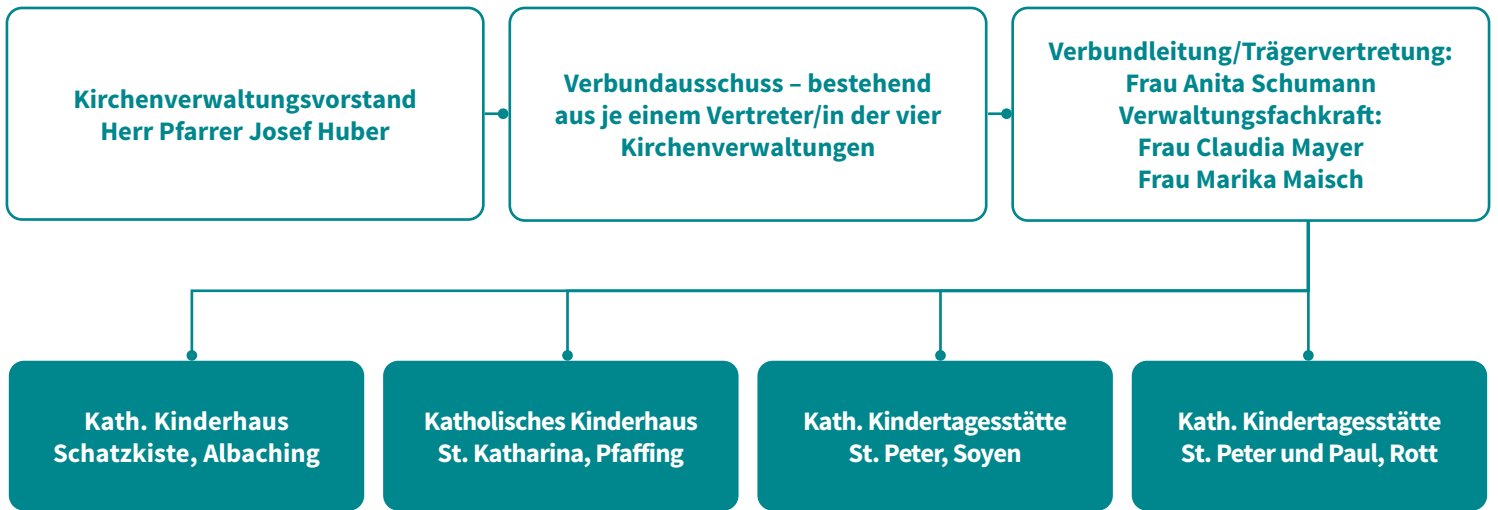 Kirchenverwaltungsvorstand
Herr Pfarrer Josef Huber
Verbundausschuss – bestehend
aus je einem Vertreter/in der vier
Kirchenverwaltungen
Verbundleitung/Trägervertretung:
Frau Anita Schumann
Verwaltungsfachkraft:
Frau Claudia Mayer
Frau Marika Maisch
Kath. Kinderhaus
Schatzkiste, Albaching
Katholisches Kinderhaus
St. Katharina, Pfaffing
Kath. Kindertagesstätte
St. Peter, Soyen
Kath. Kindertagesstätte
St. Peter und Paul, Rott